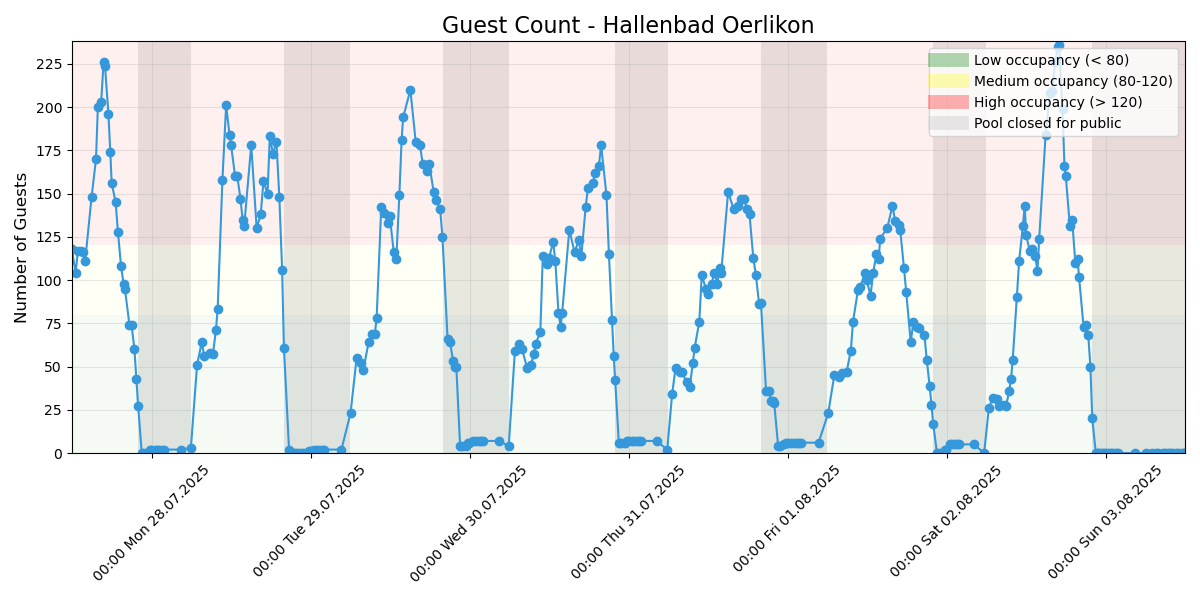 Guest Count - Hallenbad Oerlikon
Number of Guests
225
200
175
150
125
100
75
50
25
0
Low occupancy (< 80)
Medium occupancy (80-120)
High occupancy (> 120)
Pool closed for public
00:00 Mon 28.07.2025
00:00 Tue 29.07.2025
00:00 Wed 30.07.2025
00:00 Thu 31.07.2025
00:00 Fri 01.08.2025
00:00 Sat 02.08.2025
00:00 Sun 03.08.2025